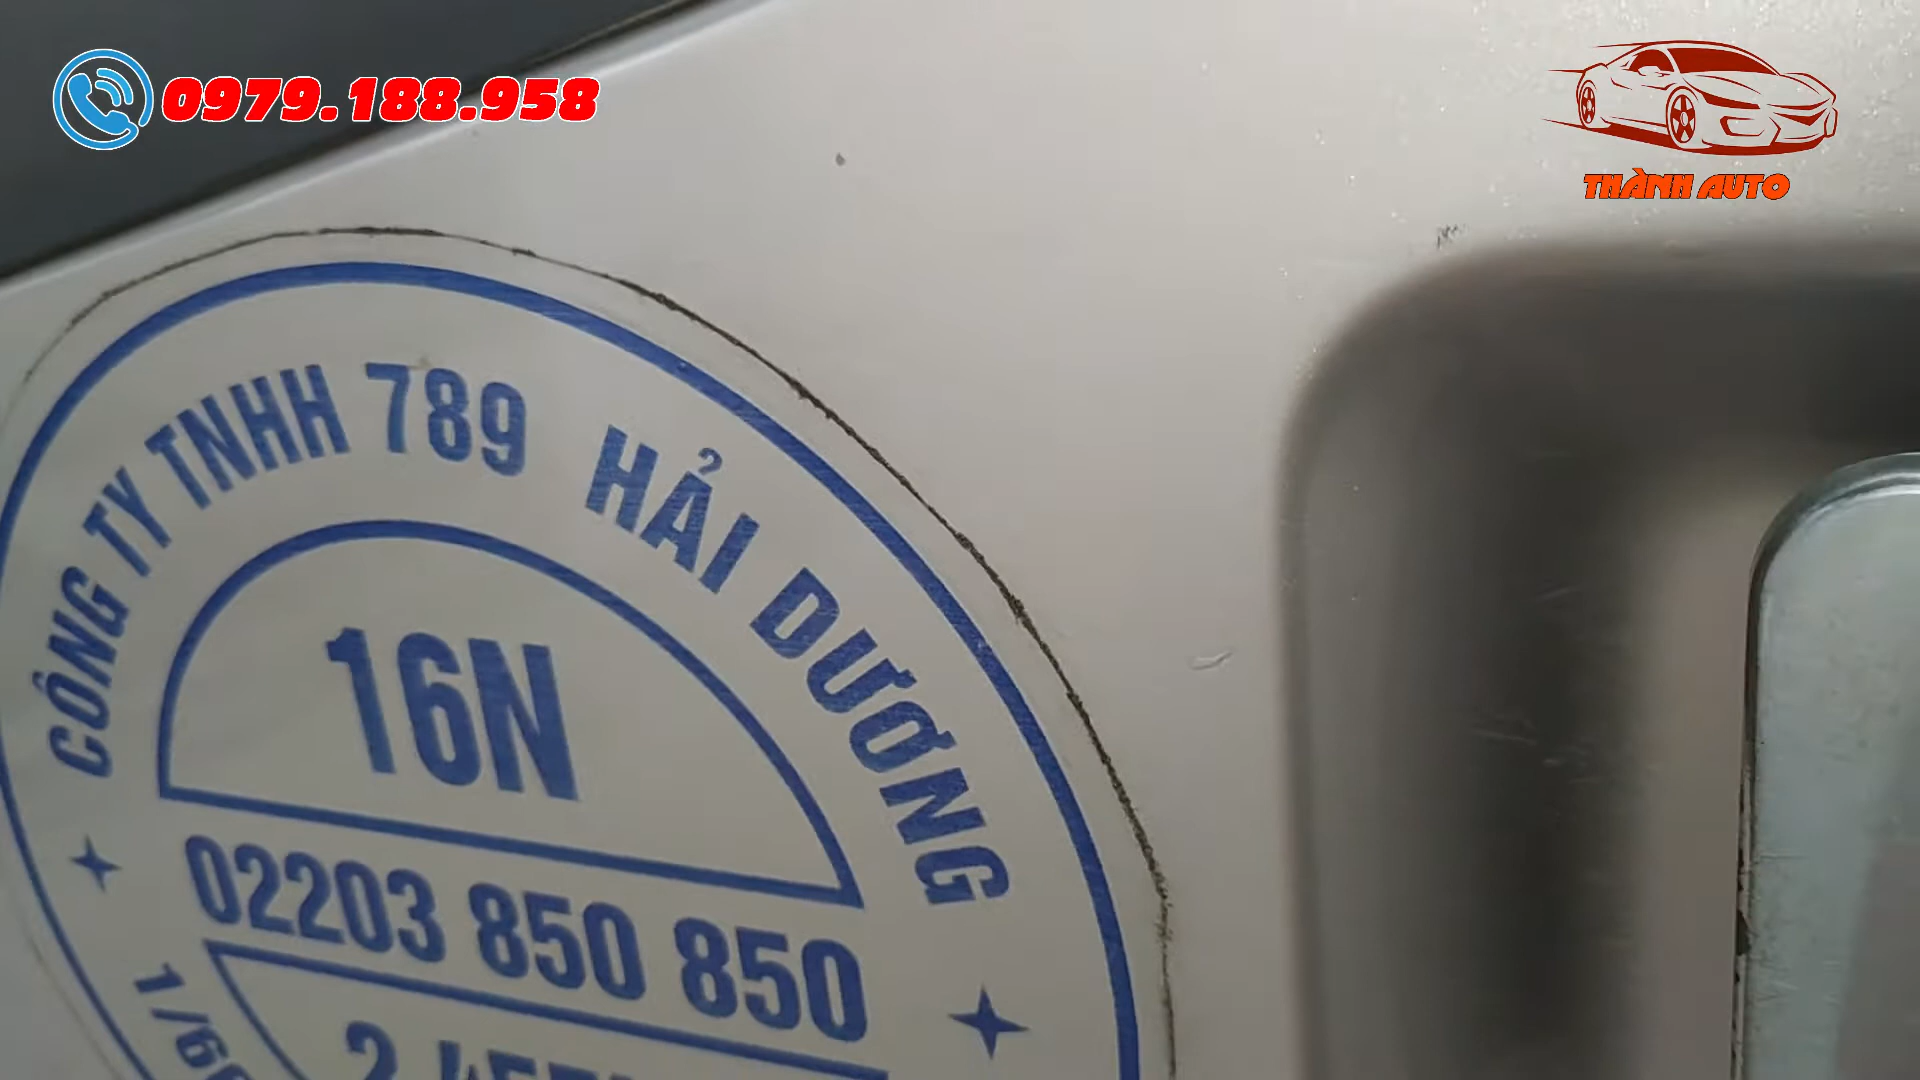 0979.188.958
THÀNH AUTO
CÔNG TY TNHH 789 HẢI DƯƠNG
16N
02203 850 850